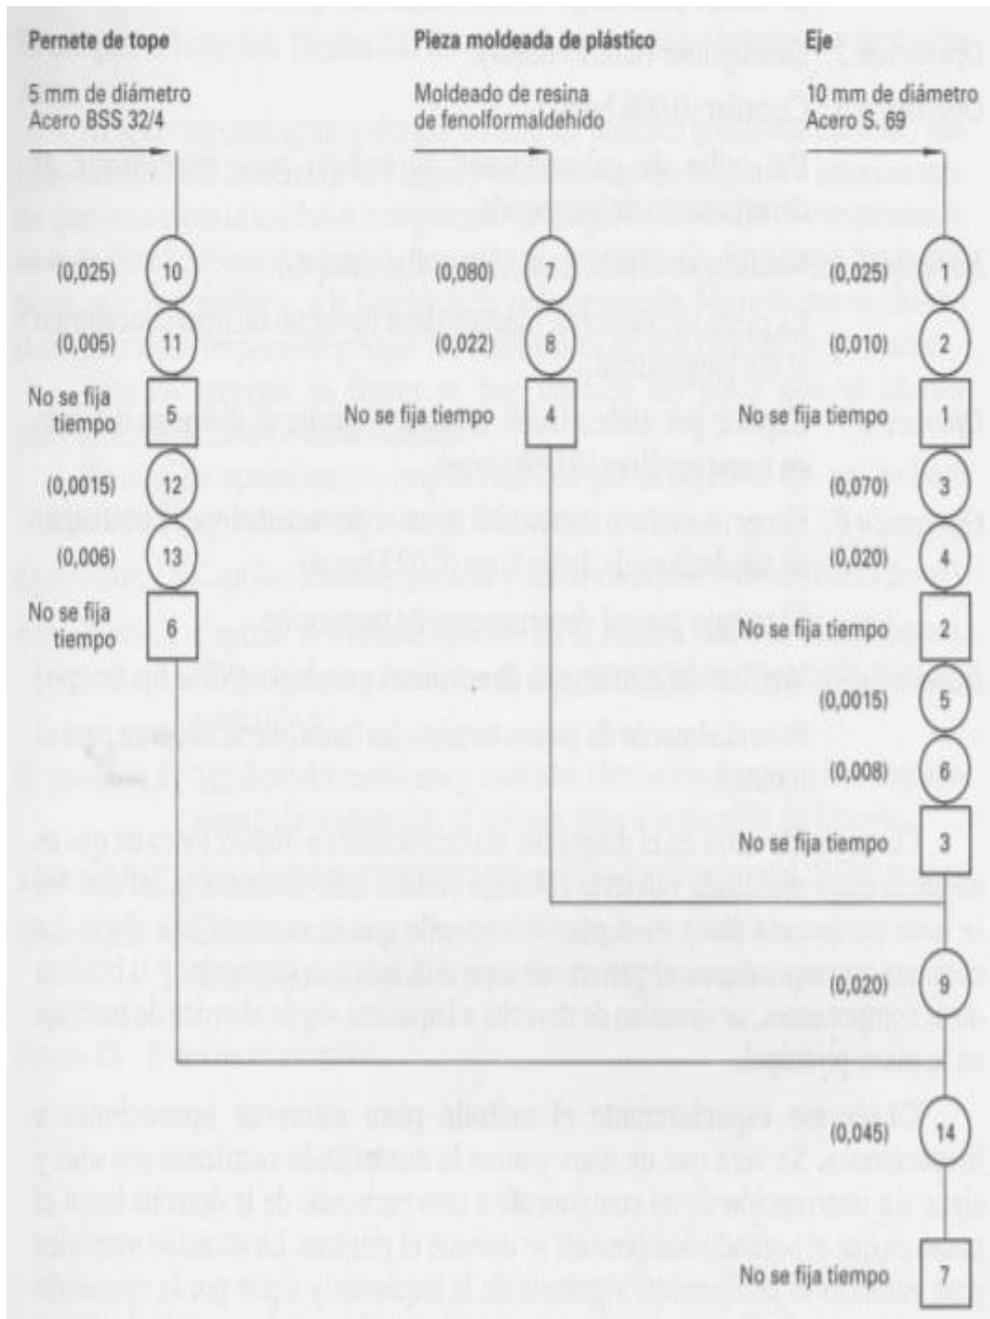 Pernete de tope
5 mm de diámetro
Acero BSS 32/4
(0,025) 10
(0,005) 11
No se fija
tiempo 5
(0,0015) 12
(0,006) 13
No se fija
tiempo 6
Pieza moldeada de plástico
Moldeado de resina
de fenolformaldehído
(0,080) 7
(0,022) 8
No se fija tiempo 4
Eje
10 mm de diámetro
Acero S, 69
(0,025) 1
(0,010) 2
No se fija tiempo 1
(0,070) 3
(0,020) 4
No se fija tiempo 2
(0,0015) 5
(0,008) 6
No se fija tiempo 3
(0,020) 9
(0,045) 14
No se fija tiempo 7